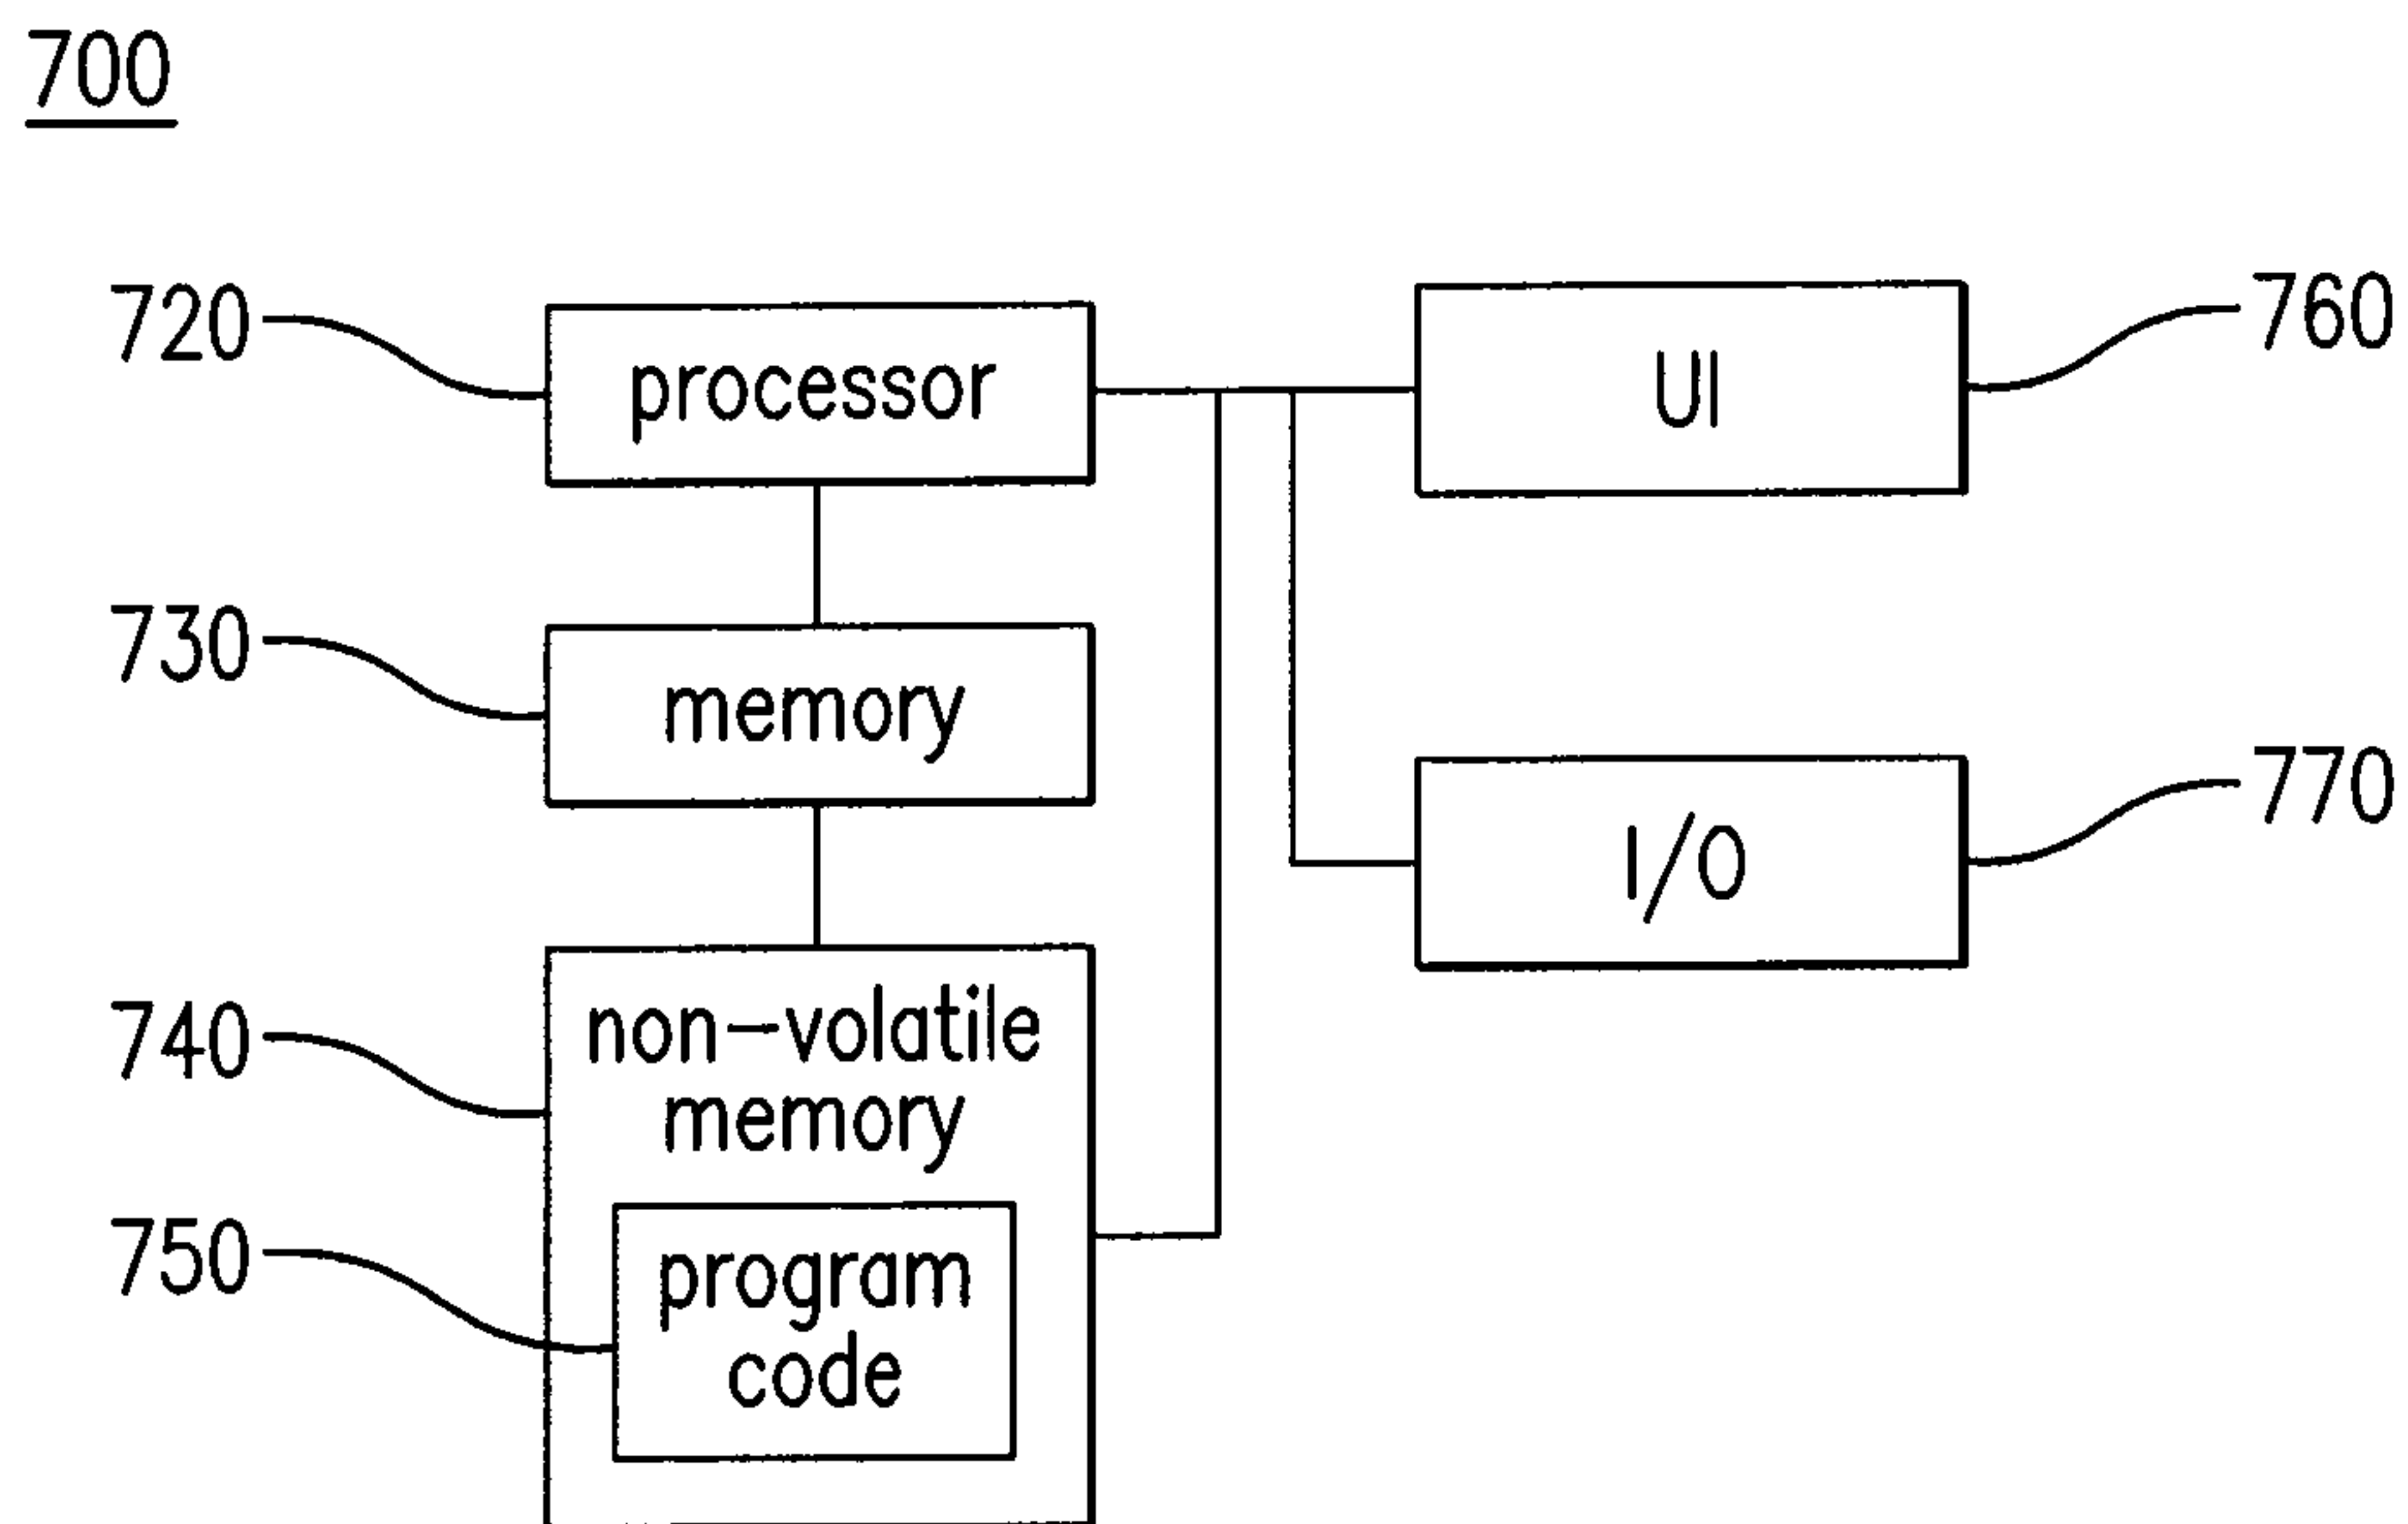 700
720
processor
UI
760
730
memory
I/O
770
740
non-volatile
memory
750
program
code